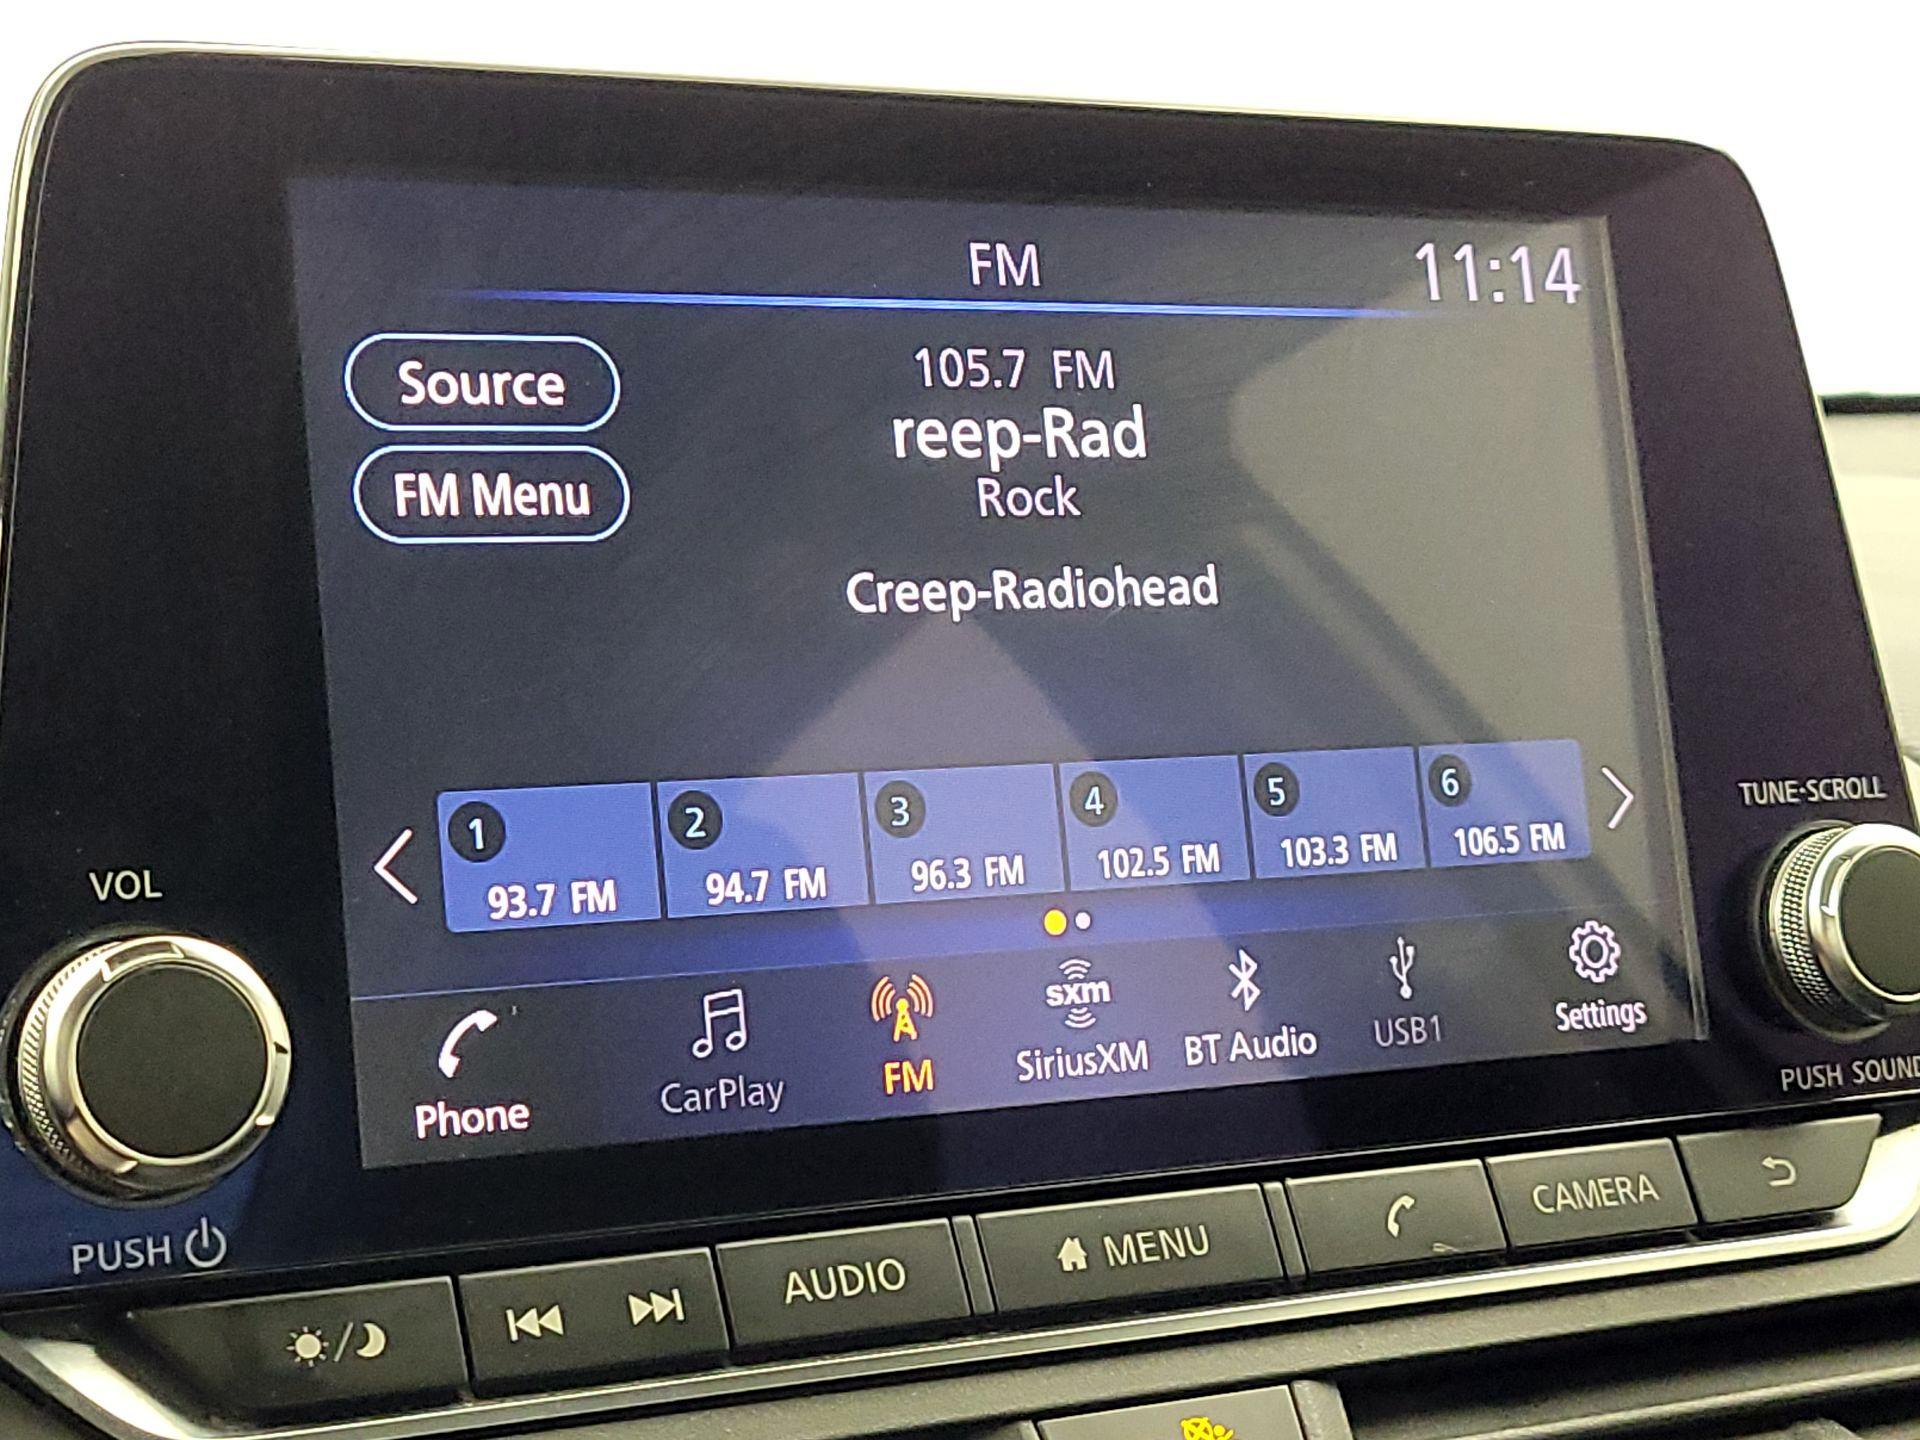 FM
11:14
Source
105.7 FM
reep-Rad
FM Menu
Rock
Creep-Radiohead
1
2
3
4
5
6
93.7 FM
94.7 FM
96.3 FM
102.5 FM
103.3 FM
106.5 FM
Phone
CarPlay
FM
sxm
SiriusXM
BT Audio
USB1
Settings
VOL
PUSH
TUNE·SCROLL
PUSH SOUND
AUDIO
MENU
CAMERA